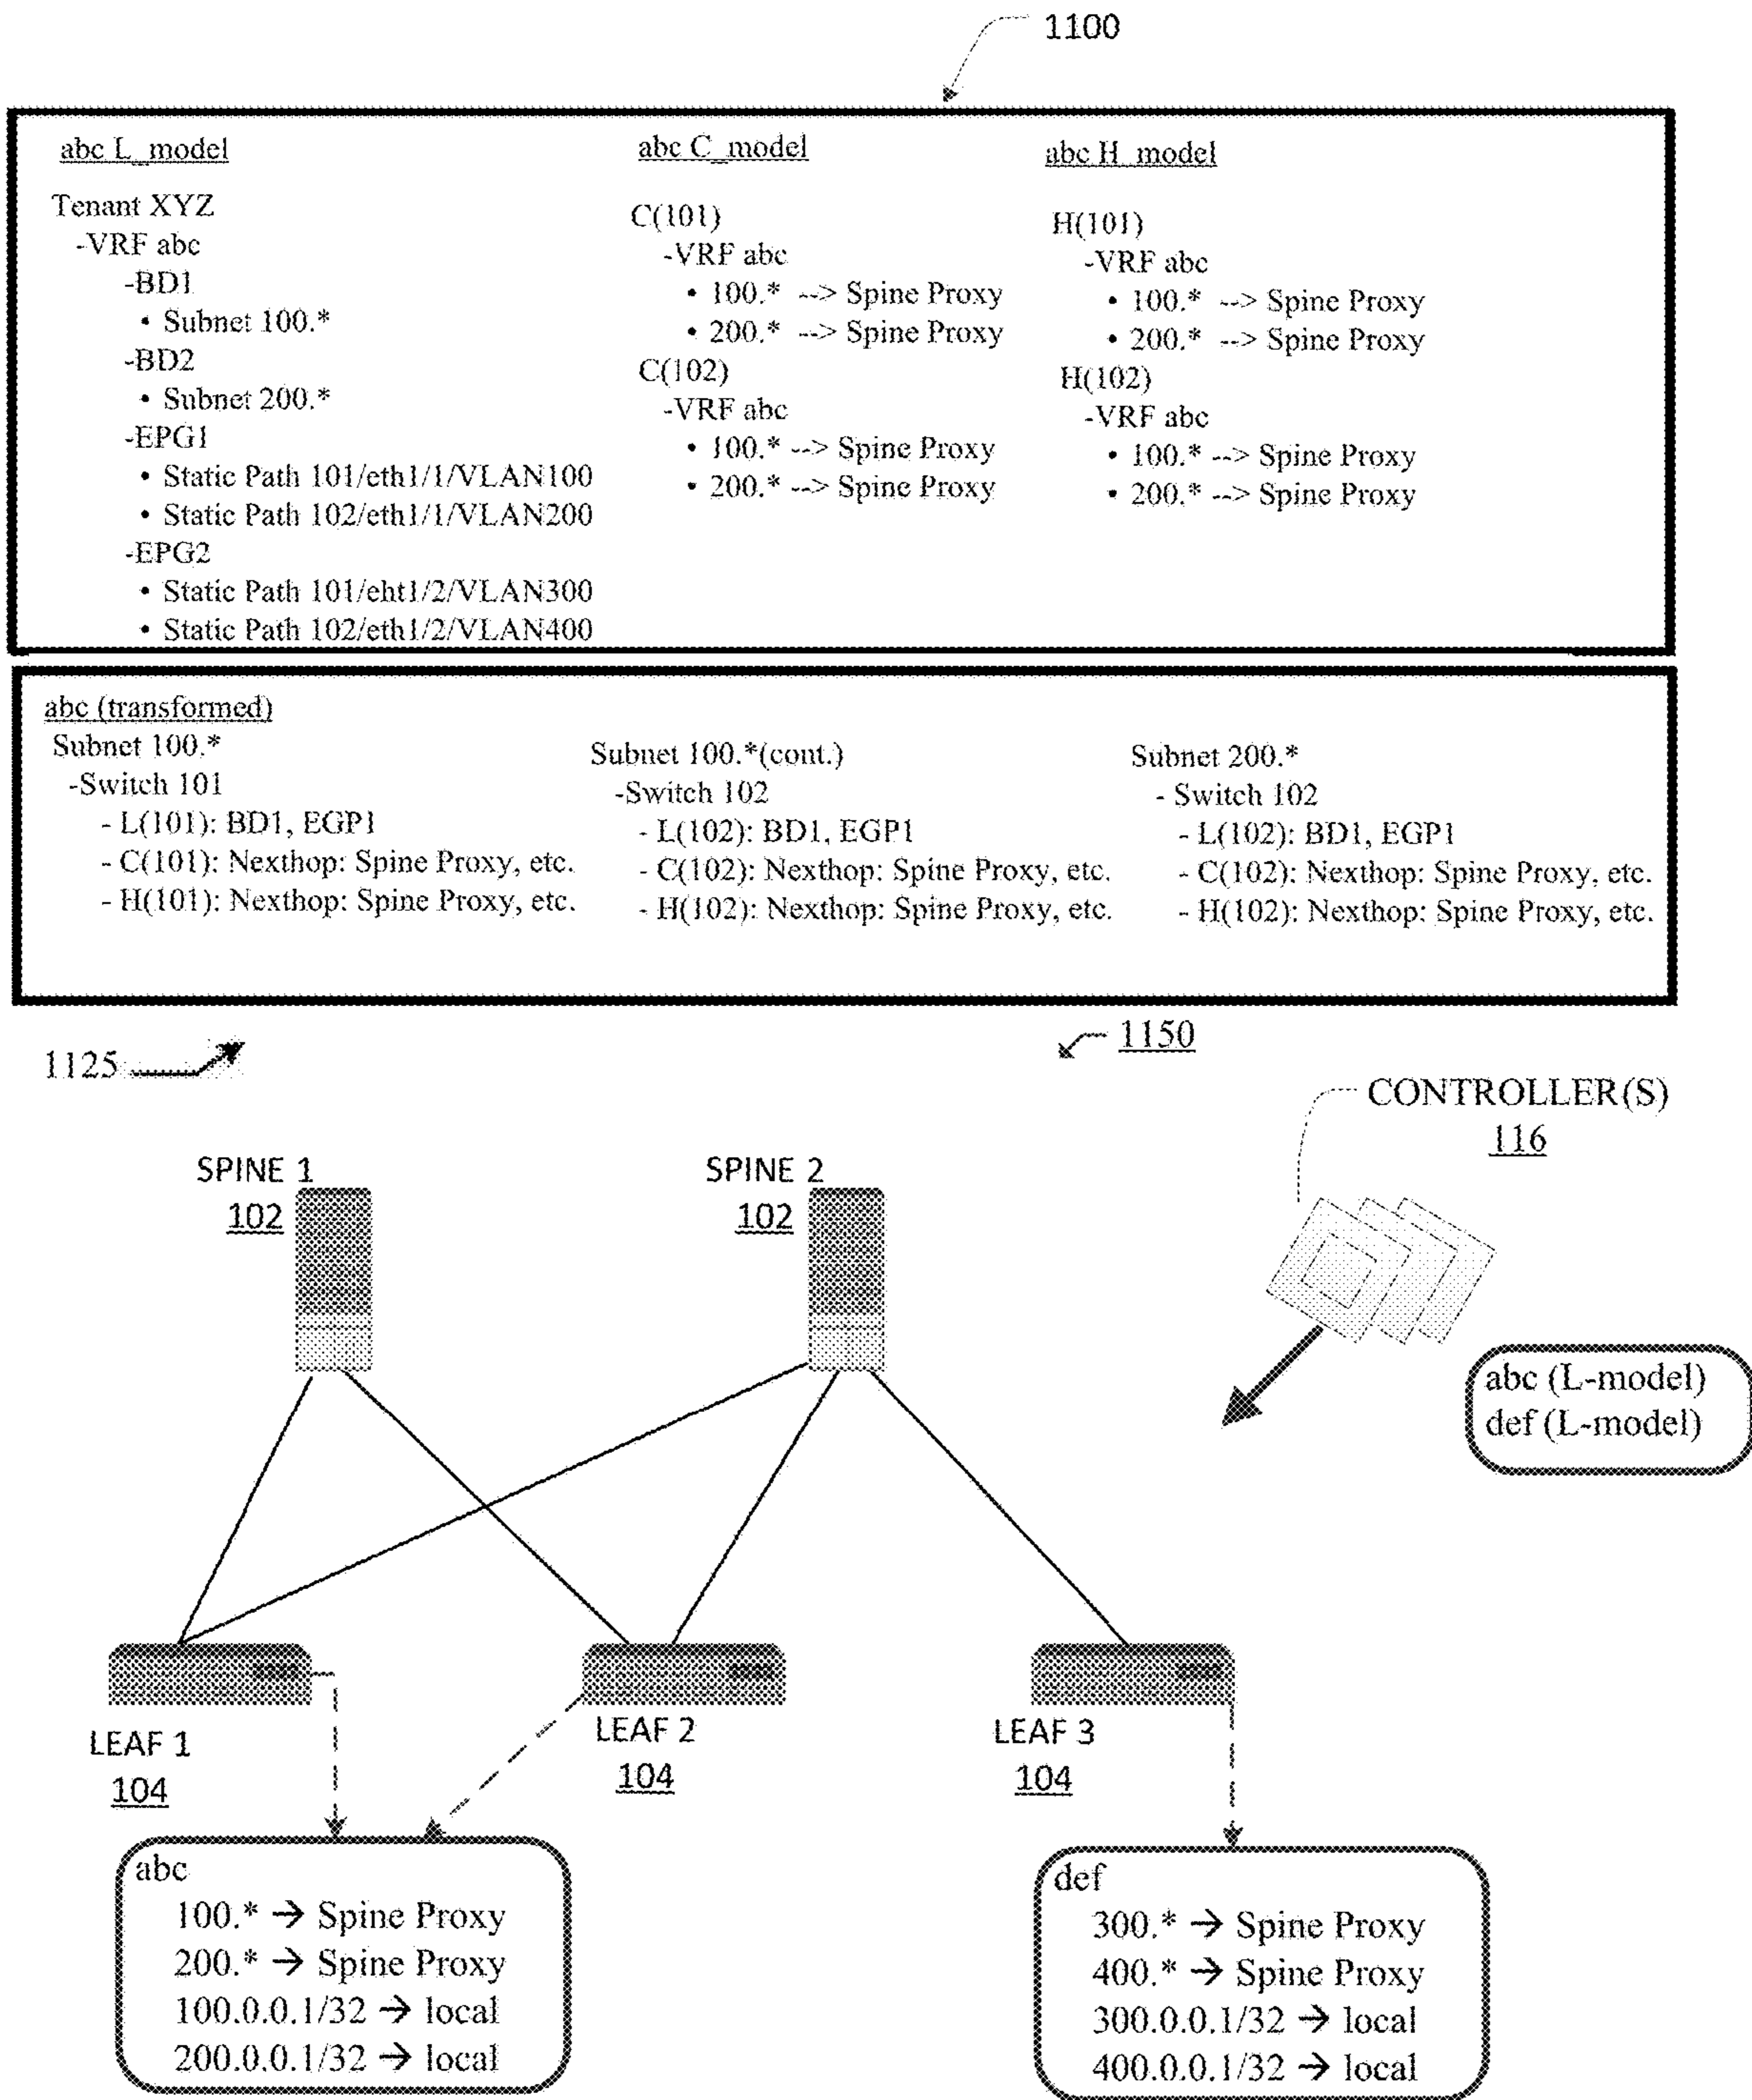 1100
abc L_model
Tenant XYZ
-VRF abc
-BD1
• Subnet 100.*
-BD2
• Subnet 200.*
-EPG1
• Static Path 101/eth1/1/VLAN100
• Static Path 102/eth1/1/VLAN200
-EPG2
• Static Path 101/eht1/2/VLAN300
• Static Path 102/eth1/2/VLAN400
abc C_model
C(101)
-VRF abc
• 100.* --> Spine Proxy
• 200.* --> Spine Proxy
C(102)
-VRF abc
• 100.* --> Spine Proxy
• 200.* --> Spine Proxy
abc H_model
H(101)
-VRF abc
• 100.* --> Spine Proxy
• 200.* --> Spine Proxy
H(102)
-VRF abc
• 100.* --> Spine Proxy
• 200.* --> Spine Proxy
abc (transformed)
Subnet 100.*
-Switch 101
- L(101): BD1, EGP1
- C(101): Nexthop: Spine Proxy, etc.
- H(101): Nexthop: Spine Proxy, etc.
Subnet 100.*(cont.)
-Switch 102
- L(102): BD1, EGP1
- C(102): Nexthop: Spine Proxy, etc.
- H(102): Nexthop: Spine Proxy, etc.
Subnet 200.*
- Switch 102
- L(102): BD1, EGP1
- C(102): Nexthop: Spine Proxy, etc.
- H(102): Nexthop: Spine Proxy, etc.
1125
1150
CONTROLLER(S)
116
SPINE 1
102
SPINE 2
102
abc (L-model)
def (L-model)
LEAF 1
104
LEAF 2
104
LEAF 3
104
abc
100.* → Spine Proxy
200.* → Spine Proxy
100.0.0.1/32 → local
200.0.0.1/32 → local
def
300.* → Spine Proxy
400.* → Spine Proxy
300.0.0.1/32 → local
400.0.0.1/32 → local